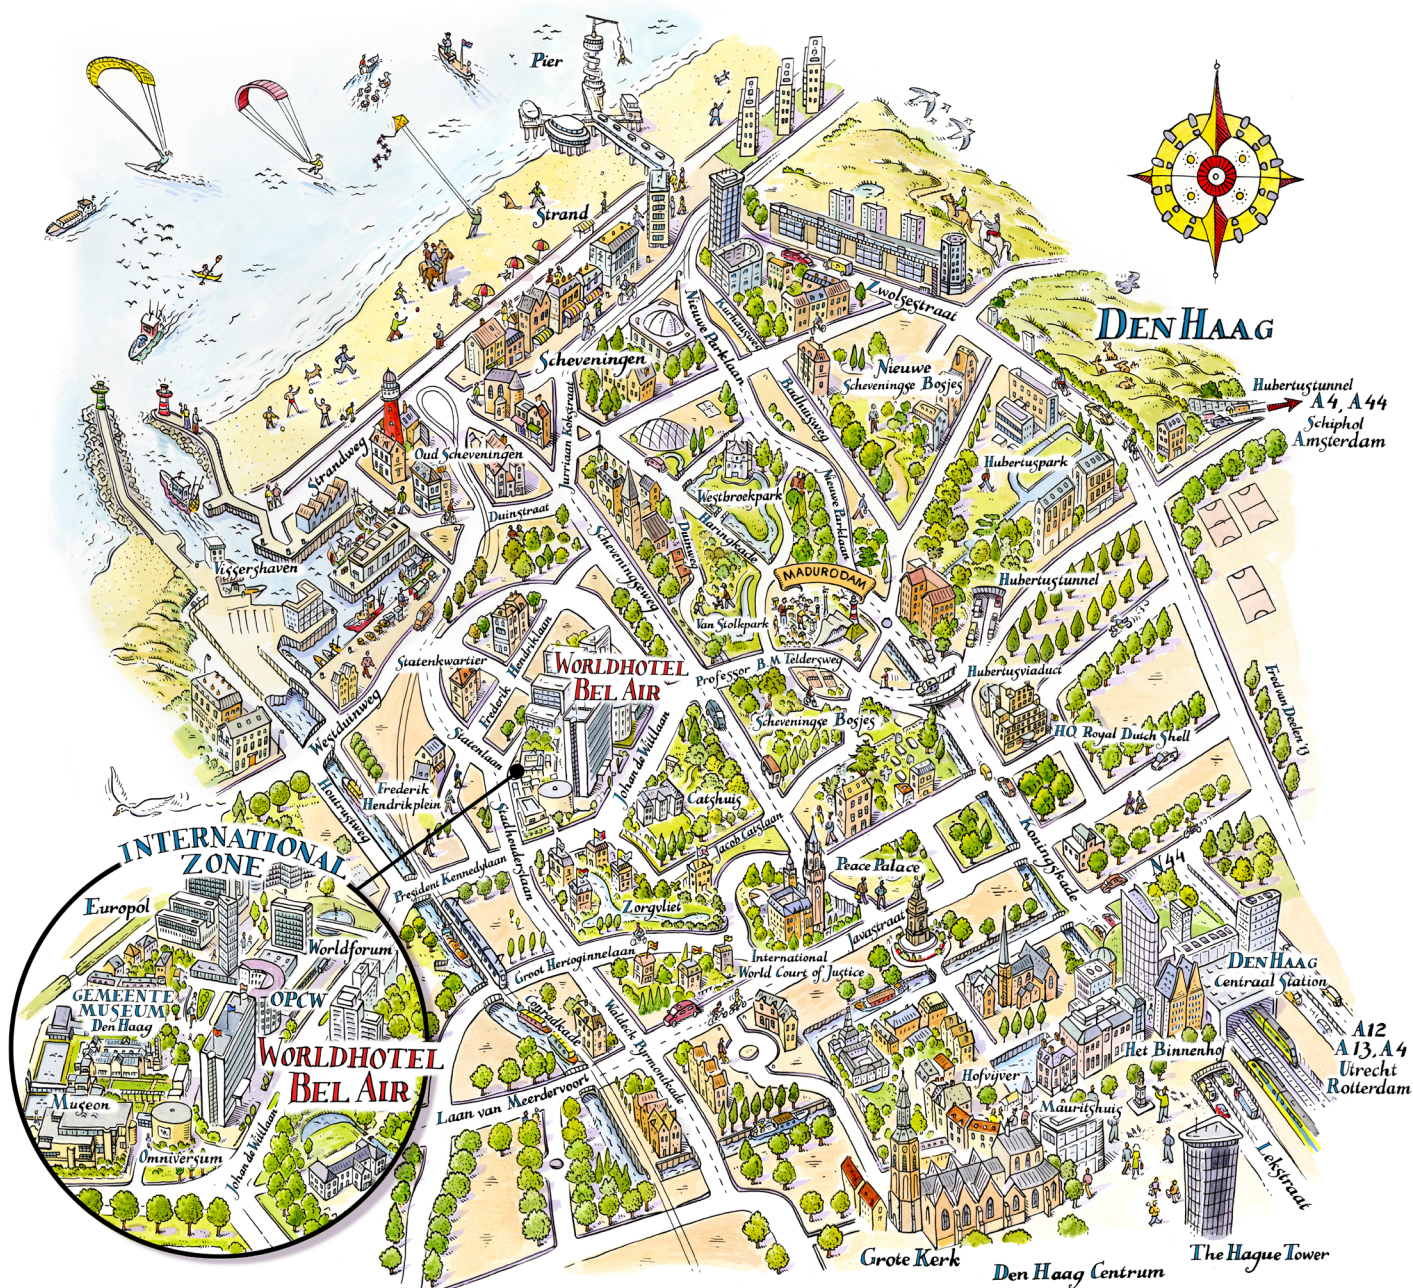 Pier
Strand
DEN HAAG
Zwolsestraat
Kurhausweg
Nieuwe Parklaan
Scheveningen
Nieuwe
Scheveningse Bosjes
Badhuisweg
Hubertustunnel
A4, A44
Schiphol
Amsterdam
Jurriaan Kokstraat
Oud Scheveningen
Strandweg
Hubertuspark
Westbroekpark
Nieuwe Parklaan
Haringkade
Duinstraat
Duinweg
Scheveningseweg
Vissershaven
MADURODAM
Hubertustunnel
Van Stolkpark
Statenkwartier
Frederik Hendriklaan
WORLDHOTEL
BEL AIR
Professor B.M. Teldersweg
Hubertusviaduct
Westduinweg
Statenlaan
Johan de Wittlaan
Scheveningse Bosjes
HQ Royal Dutch Shell
Fred van Deelen '13
Frederik
Hendrikplein
Houtrustweg
Stadhouderslaan
Catshuis
Jacob Catslaan
Koningskade
INTERNATIONAL
ZONE
President Kennedylaan
Peace Palace
N44
Zorgvliet
Javastraat
Europol
Worldforum
Groot Hertoginnelaan
International
World Court of Justice
DEN HAAG
Centraal Station
GEMEENTE
MUSEUM
Den Haag
OPCW
Conradkade
Waldeck Pyrmontkade
WORLDHOTEL
BEL AIR
Het Binnenhof
A12
A13, A4
Utrecht
Rotterdam
Hofvijver
Mauritshuis
Museon
Laan van Meerdervoort
Omniversum
Johan de Wittlaan
Lekstraat
Grote Kerk
Den Haag Centrum
The Hague Tower